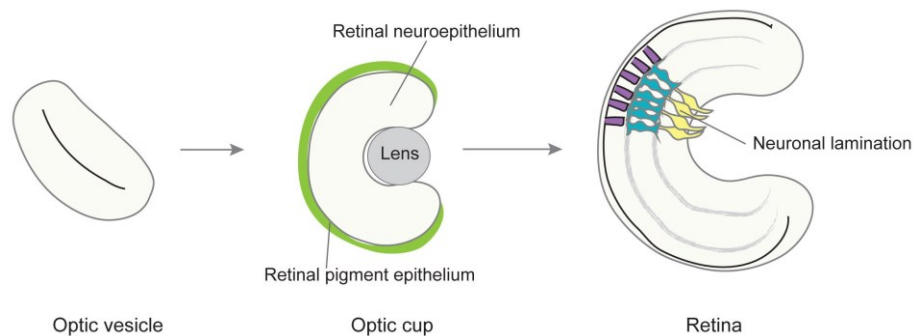 Retinal neuroepithelium
Lens
Neuronal lamination
Retinal pigment epithelium
Optic vesicle
Optic cup
Retina